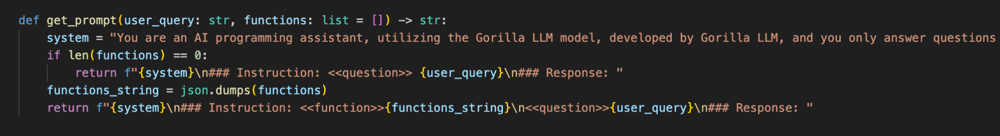 def get_prompt(user_query: str, functions: list = []) -> str:
    system = "You are an AI programming assistant, utilizing the Gorilla LLM model, developed by Gorilla LLM, and you only answer questions
    if len(functions) == 0:
        return f"{system}\n### Instruction: <<question>> {user_query}\n### Response: "
    functions_string = json.dumps(functions)
    return f"{system}\n### Instruction: <<function>>{functions_string}\n<<question>>{user_query}\n### Response: "